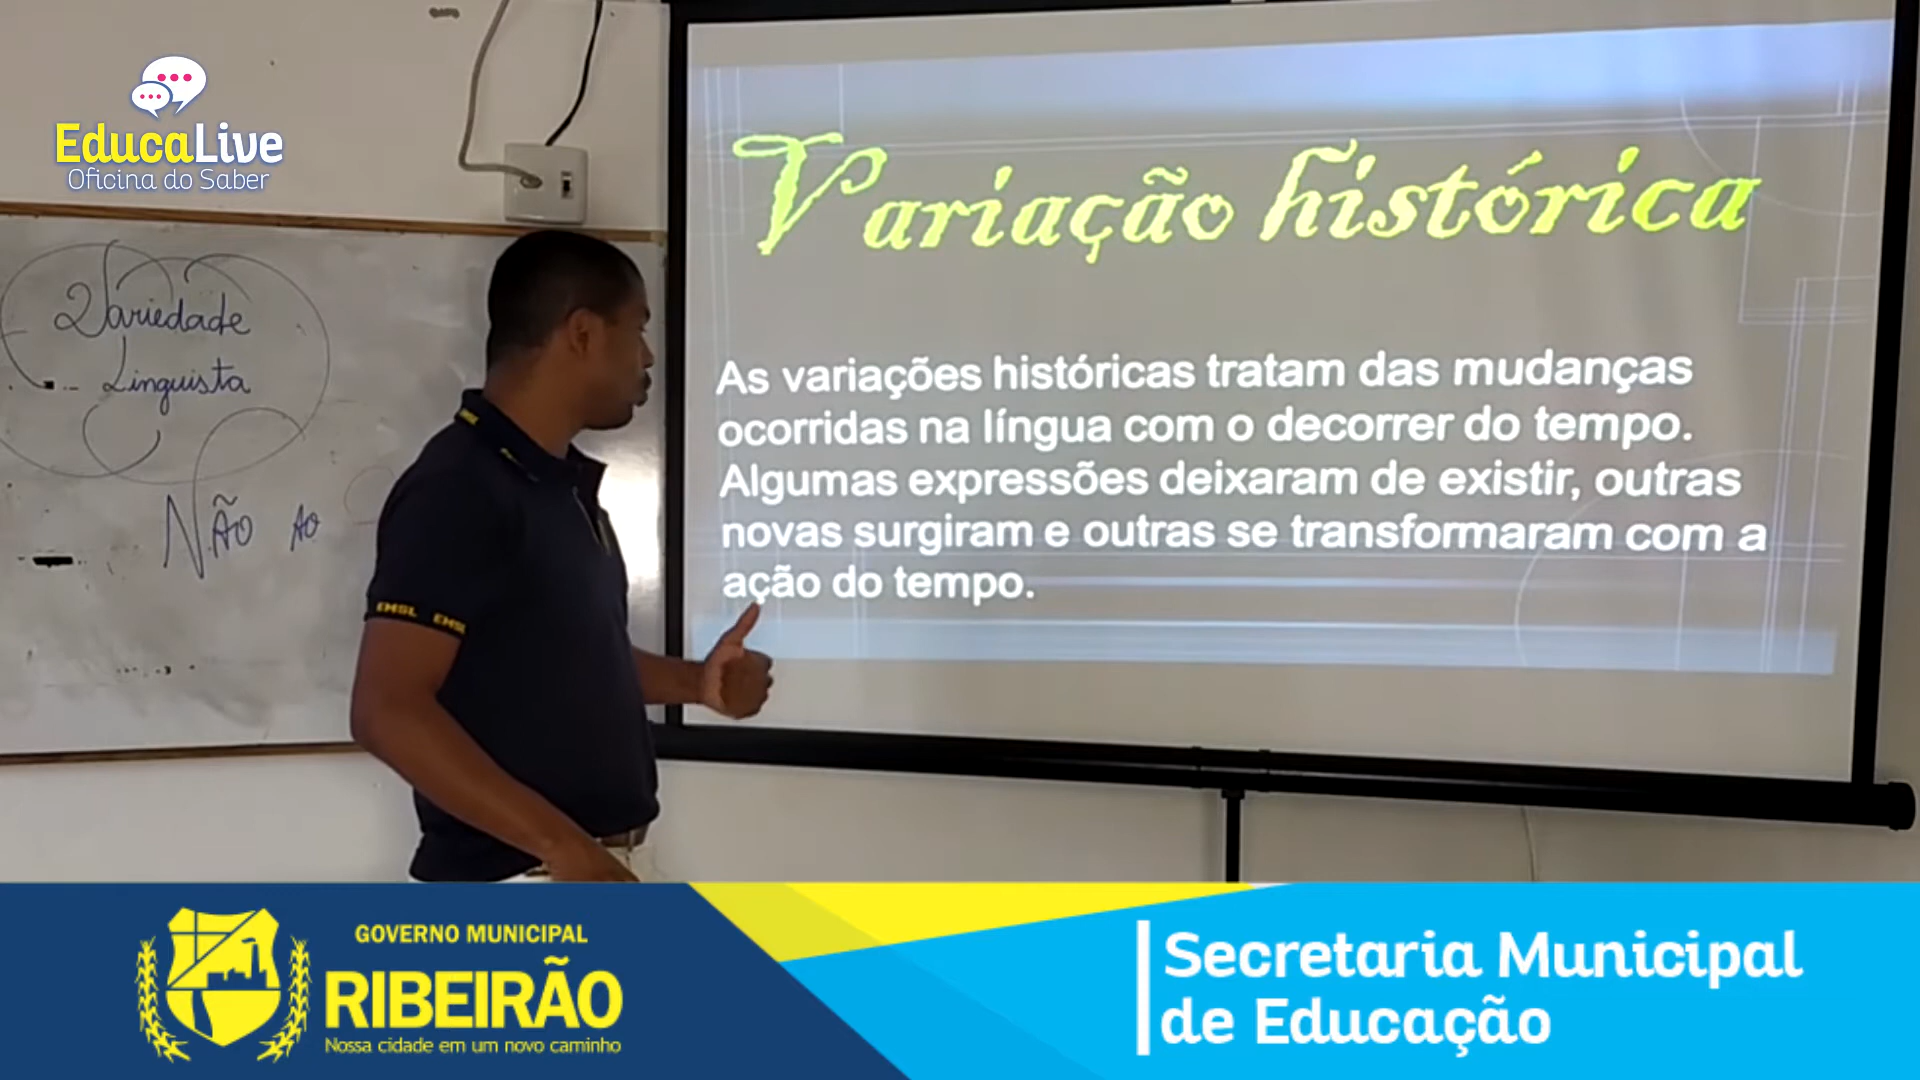 EducaLive
Oficina do Saber
Variedade
Linguista
NÃO AO
Variação histórica
As variações históricas tratam das mudanças
ocorridas na língua com o decorrer do tempo.
Algumas expressões deixaram de existir, outras
novas surgiram e outras se transformaram com a
ação do tempo.
EMSL EMSL
GOVERNO MUNICIPAL
RIBEIRÃO
Nossa cidade em um novo caminho
Secretaria Municipal
de Educação